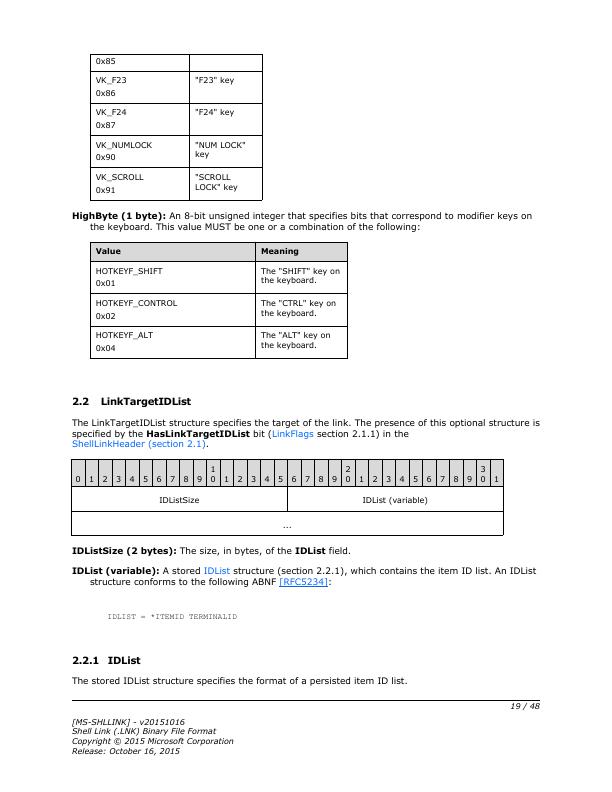 0x85
VK_F23 "F23" key
0x86
VK_F24 "F24" key
0x87
VK_NUMLOCK "NUM LOCK"
0x90 key
VK_SCROLL "SCROLL
0x91 LOCK" key
HighByte (1 byte): An 8-bit unsigned integer that specifies bits that correspond to modifier keys on
the keyboard. This value MUST be one or a combination of the following:
Value Meaning
HOTKEYF_SHIFT The "SHIFT" key on
0x01 the keyboard.
HOTKEYF_CONTROL The "CTRL" key on
0x02 the keyboard.
HOTKEYF_ALT The "ALT" key on
0x04 the keyboard.
2.2 LinkTargetIDList
The LinkTargetIDList structure specifies the target of the link. The presence of this optional structure is
specified by the HasLinkTargetIDList bit (LinkFlags section 2.1.1) in the
ShellLinkHeader (section 2.1).
0 1 2 3 4 5 6 7 8 9 10 1 2 3 4 5 6 7 8 9 20 1 2 3 4 5 6 7 8 9 30 1
IDListSize IDList (variable)
...
IDListSize (2 bytes): The size, in bytes, of the IDList field.
IDList (variable): A stored IDList structure (section 2.2.1), which contains the item ID list. An IDList
structure conforms to the following ABNF [RFC5234]:
IDLIST = *ITEMID TERMINALID
2.2.1 IDList
The stored IDList structure specifies the format of a persisted item ID list.
19 / 48
[MS-SHLLINK] - v20151016
Shell Link (.LNK) Binary File Format
Copyright © 2015 Microsoft Corporation
Release: October 16, 2015